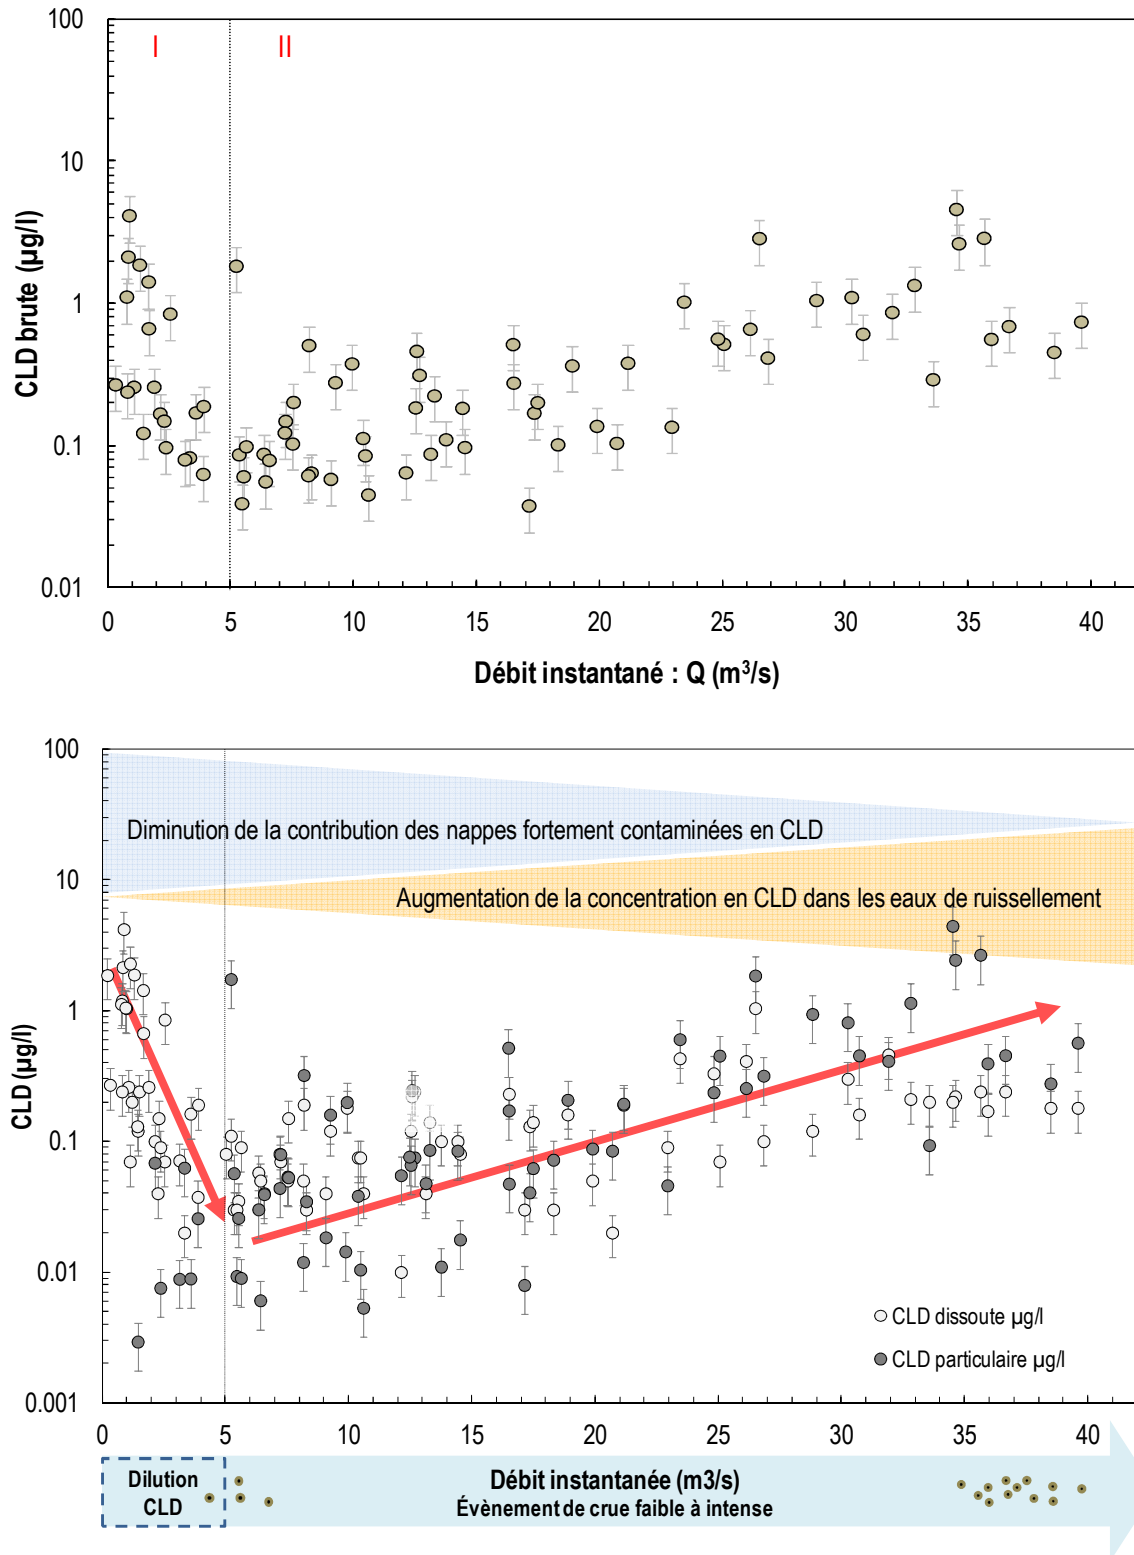 100
I
II
10
1
0.1
0.01
CLD brute (µg/l)
0
5
10
15
20
25
30
35
40
Débit instantané : Q (m³/s)
100
Diminution de la contribution des nappes fortement contaminées en CLD
10
Augmentation de la concentration en CLD dans les eaux de ruissellement
1
0.1
0.01
0.001
CLD (µg/l)
CLD dissoute µg/l
CLD particulaire µg/l
0
5
10
15
20
25
30
35
40
Dilution
CLD
Débit instantanée (m3/s)
Évènement de crue faible à intense